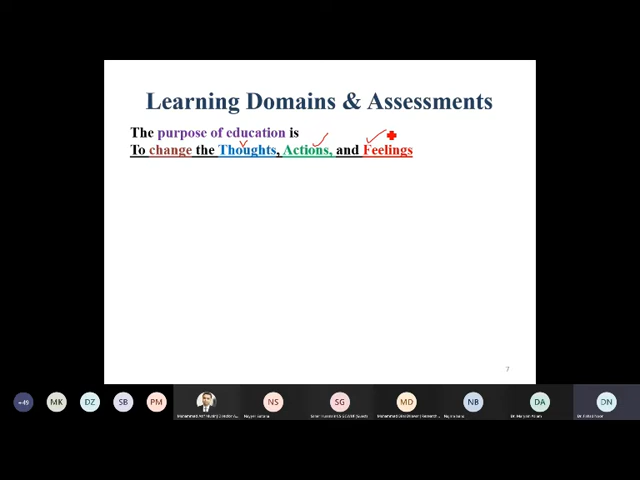 Learning Domains & Assessments
The purpose of education is
To change the Thoughts, Actions, and Feelings
7
+49
MK
DZ
SB
PM
NS
SG
MD
NB
DA
DN